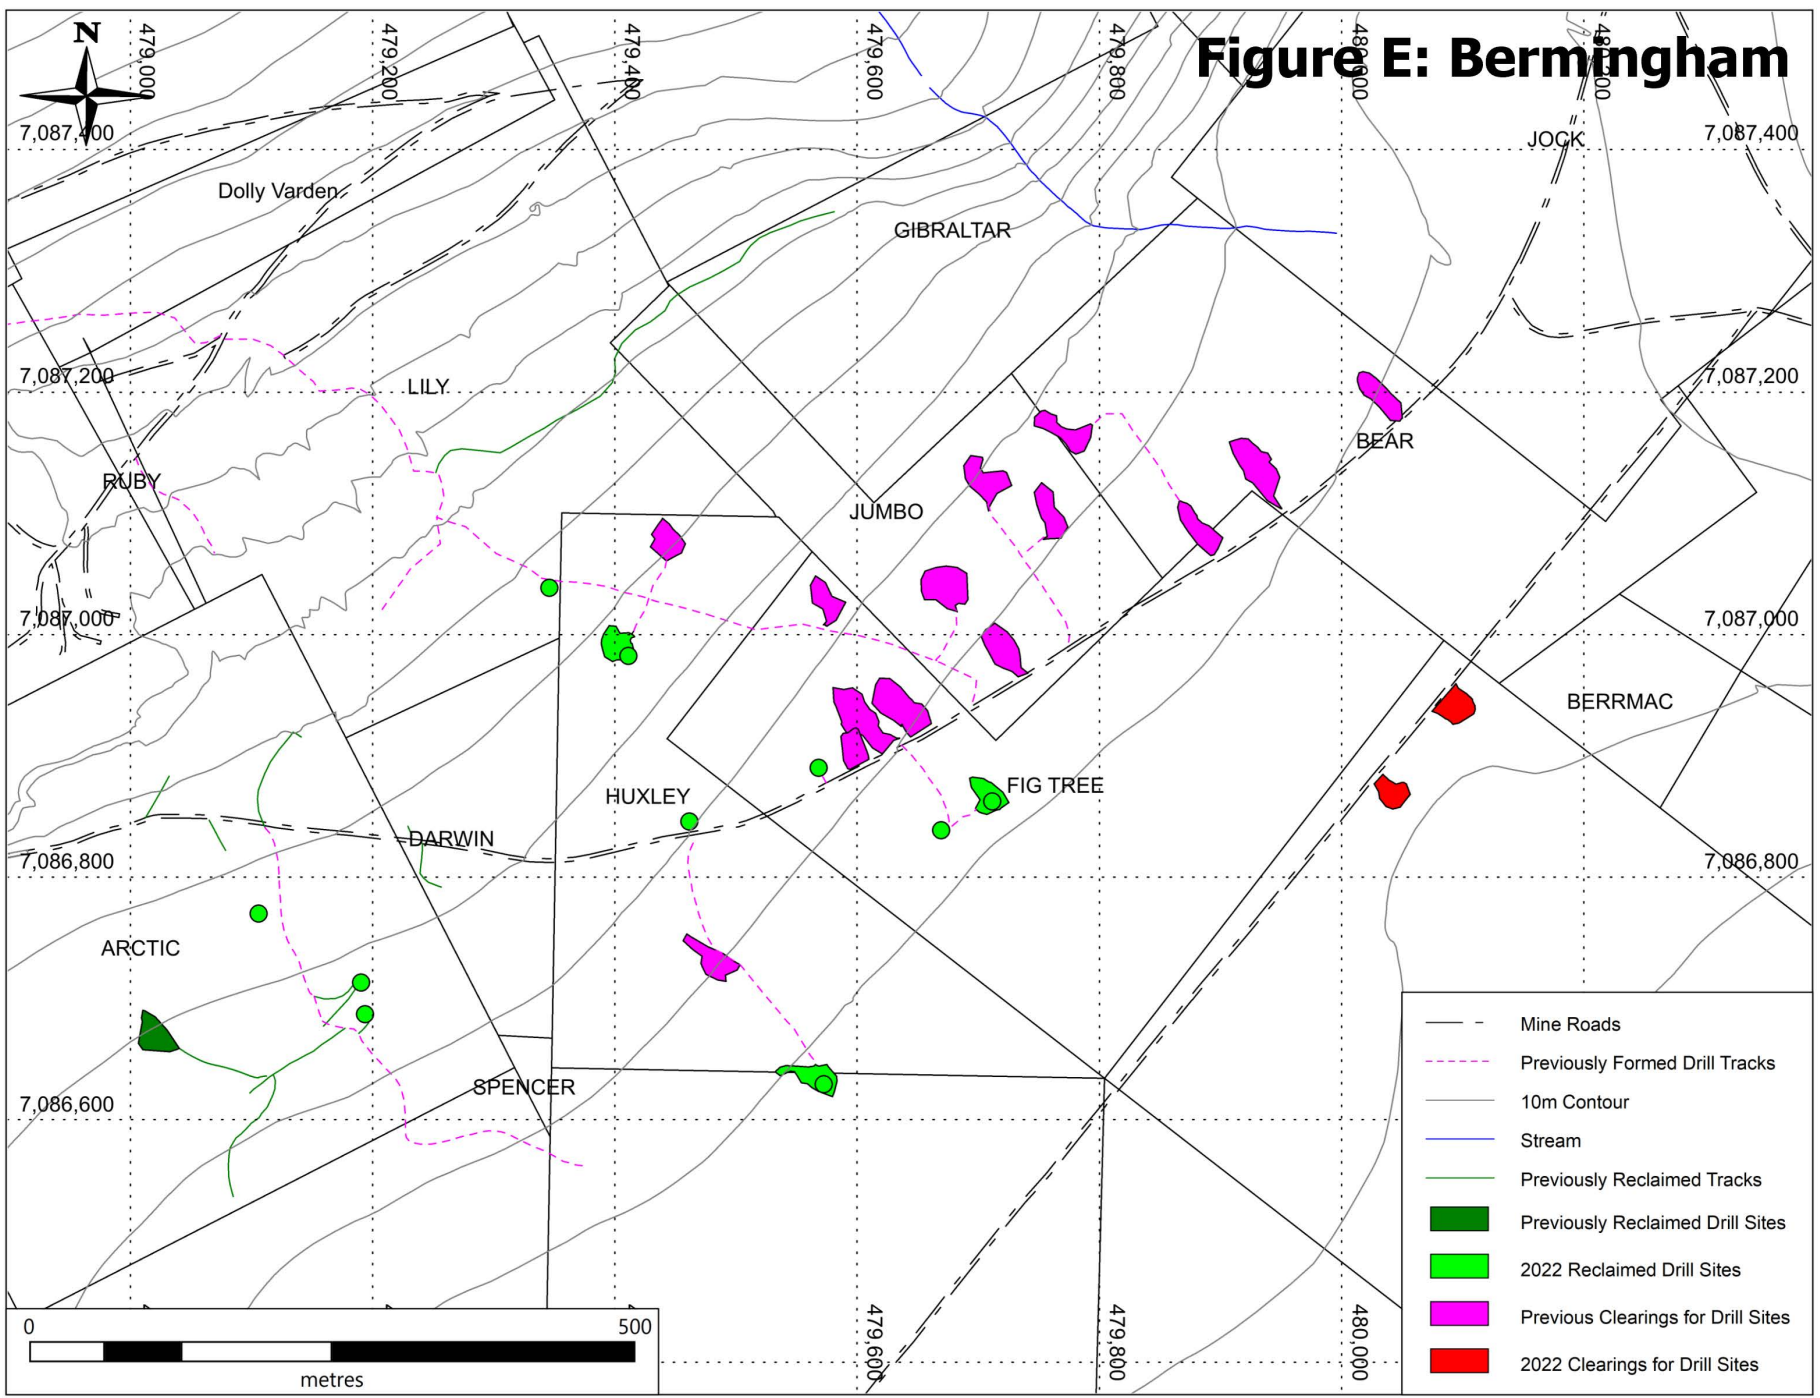 Figure E: Bermingham
N
479,000
479,200
479,400
479,600
479,800
480,000
480,200
7,087,400
7,087,400
JOCK
Dolly Varden
GIBRALTAR
7,087,200
7,087,200
LILY
BEAR
RUBY
JUMBO
7,087,000
7,087,000
BERRMAC
FIG TREE
HUXLEY
DARWIN
7,086,800
7,086,800
ARCTIC
SPENCER
7,086,600
Mine Roads
Previously Formed Drill Tracks
10m Contour
Stream
Previously Reclaimed Tracks
Previously Reclaimed Drill Sites
2022 Reclaimed Drill Sites
Previous Clearings for Drill Sites
2022 Clearings for Drill Sites
0
500
metres
479,600
479,800
480,000